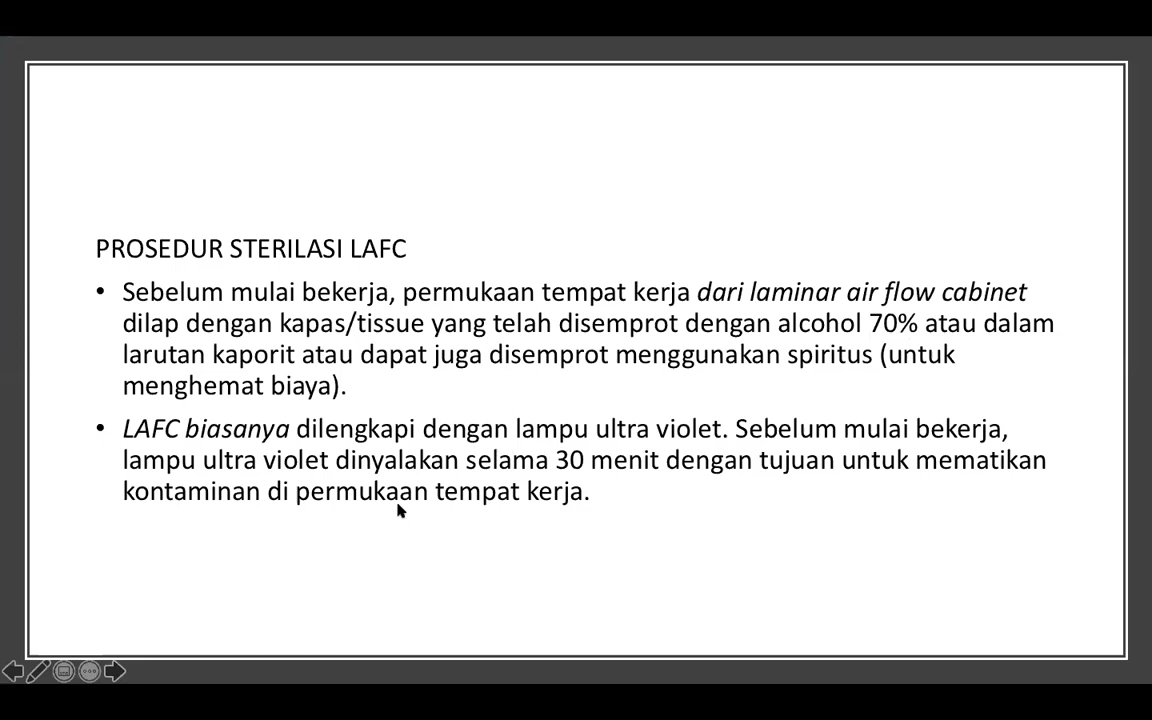 PROSEDUR STERILASI LAFC
• Sebelum mulai bekerja, permukaan tempat kerja dari laminar air flow cabinet
dilap dengan kapas/tissue yang telah disemprot dengan alcohol 70% atau dalam
larutan kaporit atau dapat juga disemprot menggunakan spiritus (untuk
menghemat biaya).
• LAFC biasanya dilengkapi dengan lampu ultra violet. Sebelum mulai bekerja,
lampu ultra violet dinyalakan selama 30 menit dengan tujuan untuk mematikan
kontaminan di permukaan tempat kerja.